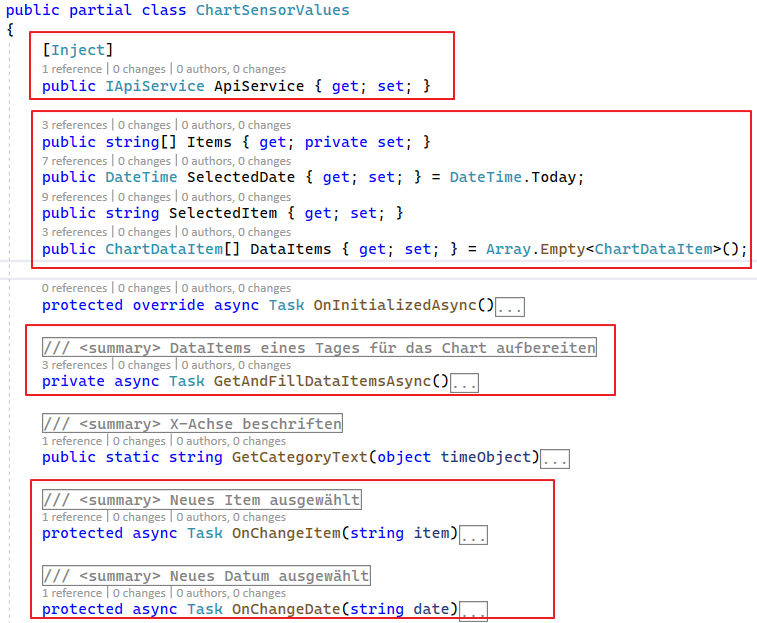 public partial class ChartSensorValues
{
[Inject]
1 reference | 0 changes | 0 authors, 0 changes
public IApiService ApiService { get; set; }
3 references | 0 changes | 0 authors, 0 changes
public string[] Items { get; private set; }
7 references | 0 changes | 0 authors, 0 changes
public DateTime SelectedDate { get; set; } = DateTime.Today;
9 references | 0 changes | 0 authors, 0 changes
public string SelectedItem { get; set; }
3 references | 0 changes | 0 authors, 0 changes
public ChartDataItem[] DataItems { get; set; } = Array.Empty<ChartDataItem>();
0 references | 0 changes | 0 authors, 0 changes
protected override async Task OnInitializedAsync()...
/// <summary> DataItems eines Tages für das Chart aufbereiten
3 references | 0 changes | 0 authors, 0 changes
private async Task GetAndFillDataItemsAsync()...
/// <summary> X-Achse beschriften
1 reference | 0 changes | 0 authors, 0 changes
public static string GetCategoryText(object timeObject)...
/// <summary> Neues Item ausgewählt
1 reference | 0 changes | 0 authors, 0 changes
protected async Task OnChangeItem(string item)...
/// <summary> Neues Datum ausgewählt
1 reference | 0 changes | 0 authors, 0 changes
protected async Task OnChangeDate(string date)...